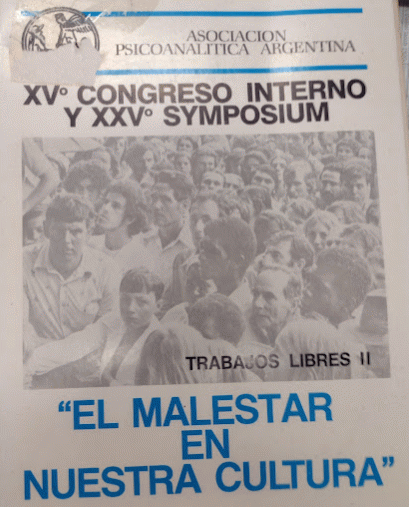 ASOCIACION
PSICOANALITICA ARGENTINA
XVº CONGRESO INTERNO
Y XXVº SYMPOSIUM
TRABAJOS LIBRES II
“EL MALESTAR
EN
NUESTRA CULTURA”